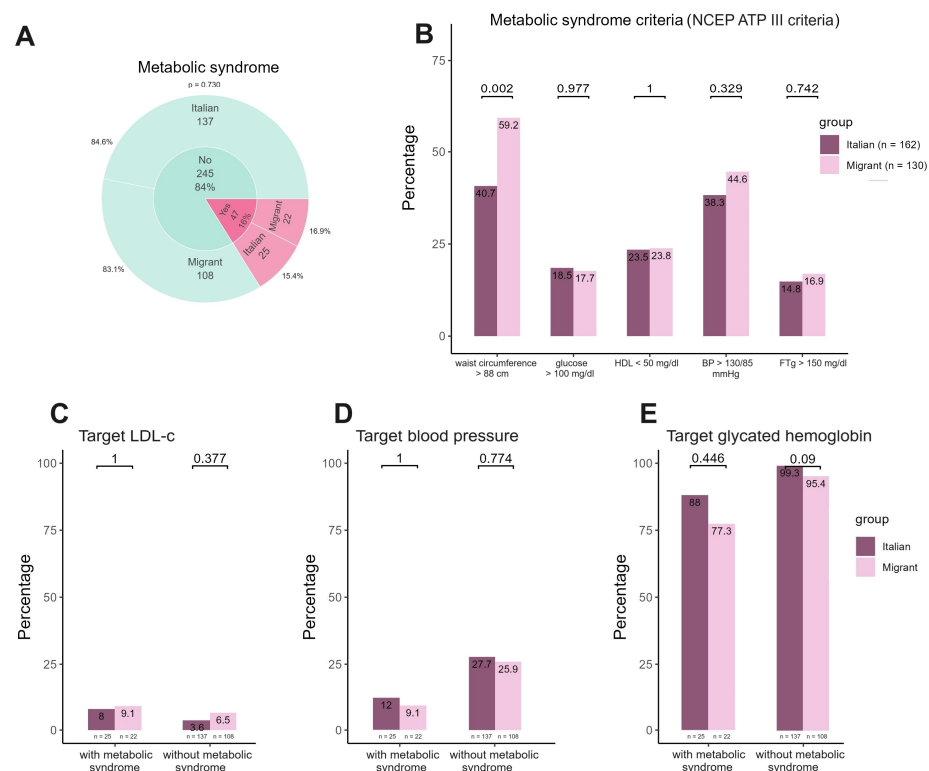 A
Metabolic syndrome
p = 0.730
Italian
137
84.6%
No
245
84%
Yes
47
16%
Migrant
22
16.9%
Italian
25
15.4%
Migrant
108
83.1%
B
Metabolic syndrome criteria (NCEP ATP III criteria)
Percentage
75
50
25
0
0.002
0.977
1
0.329
0.742
40.7
59.2
18.5
17.7
23.5
23.8
38.3
44.6
14.8
16.9
waist circumference
> 88 cm
glucose
> 100 mg/dl
HDL < 50 mg/dl
BP > 130/85
mmHg
FTg > 150 mg/dl
group
Italian (n = 162)
Migrant (n = 130)
C
Target LDL-c
Percentage
100
75
50
25
0
1
0.377
8
9.1
3.6
6.5
n = 25
n = 22
n = 137
n = 108
with metabolic
syndrome
without metabolic
syndrome
D
Target blood pressure
Percentage
100
75
50
25
0
1
0.774
12
9.1
27.7
25.9
n = 25
n = 22
n = 137
n = 108
with metabolic
syndrome
without metabolic
syndrome
E
Target glycated hemoglobin
Percentage
100
75
50
25
0
0.446
0.09
88
77.3
99.3
95.4
n = 25
n = 22
n = 137
n = 108
with metabolic
syndrome
without metabolic
syndrome
group
Italian
Migrant